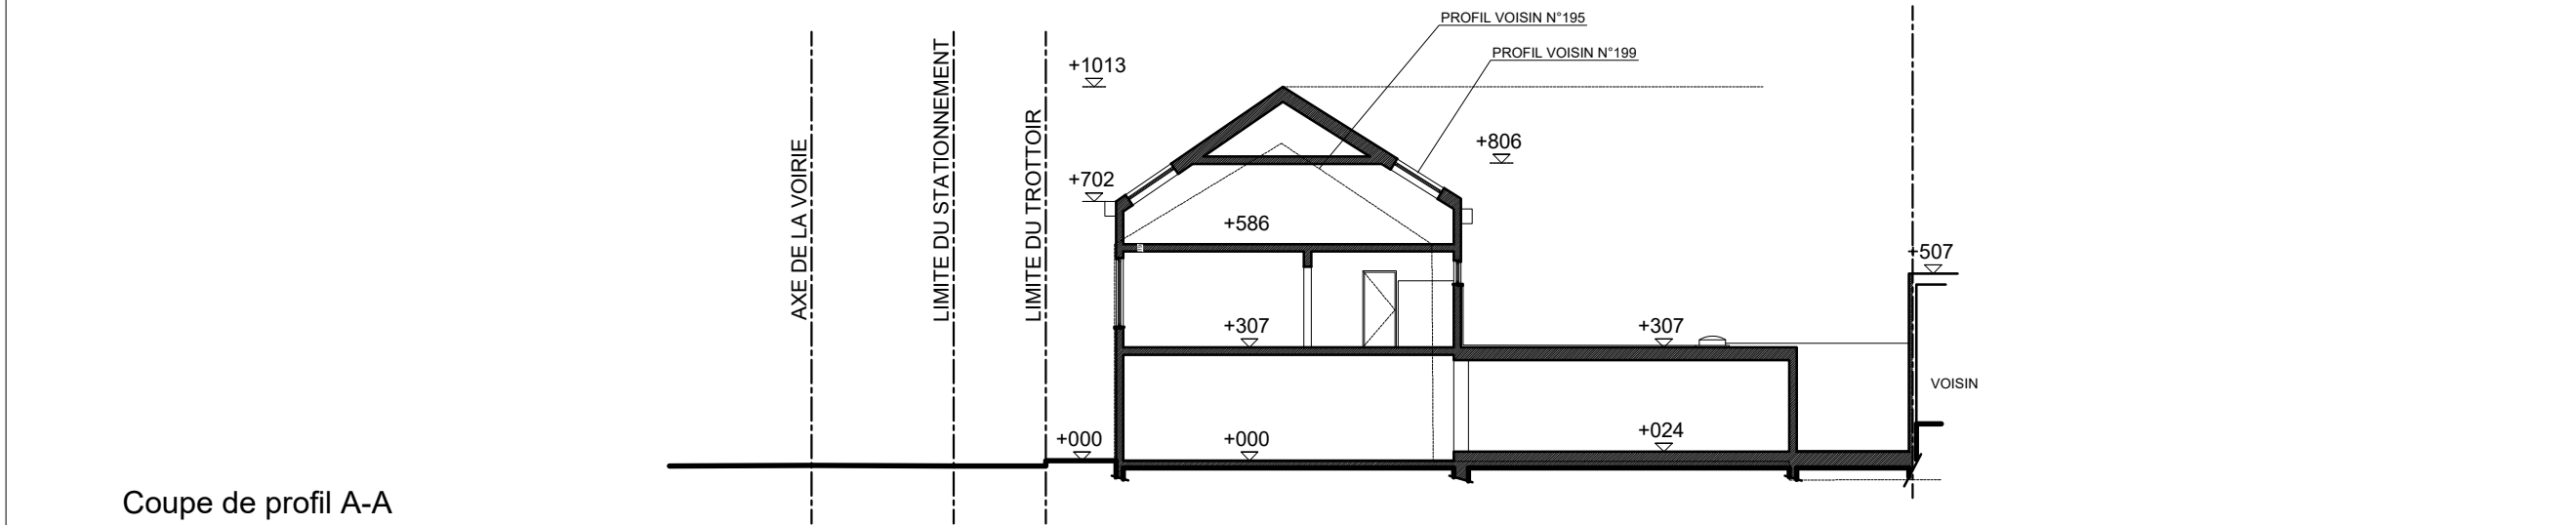 PROFIL VOISIN N°195
PROFIL VOISIN N°199
+1013
+806
+702
+586
+507
+307
+307
VOISIN
+000
+000
+024
AXE DE LA VOIRIE
LIMITE DU STATIONNEMENT
LIMITE DU TROTTOIR
Coupe de profil A-A